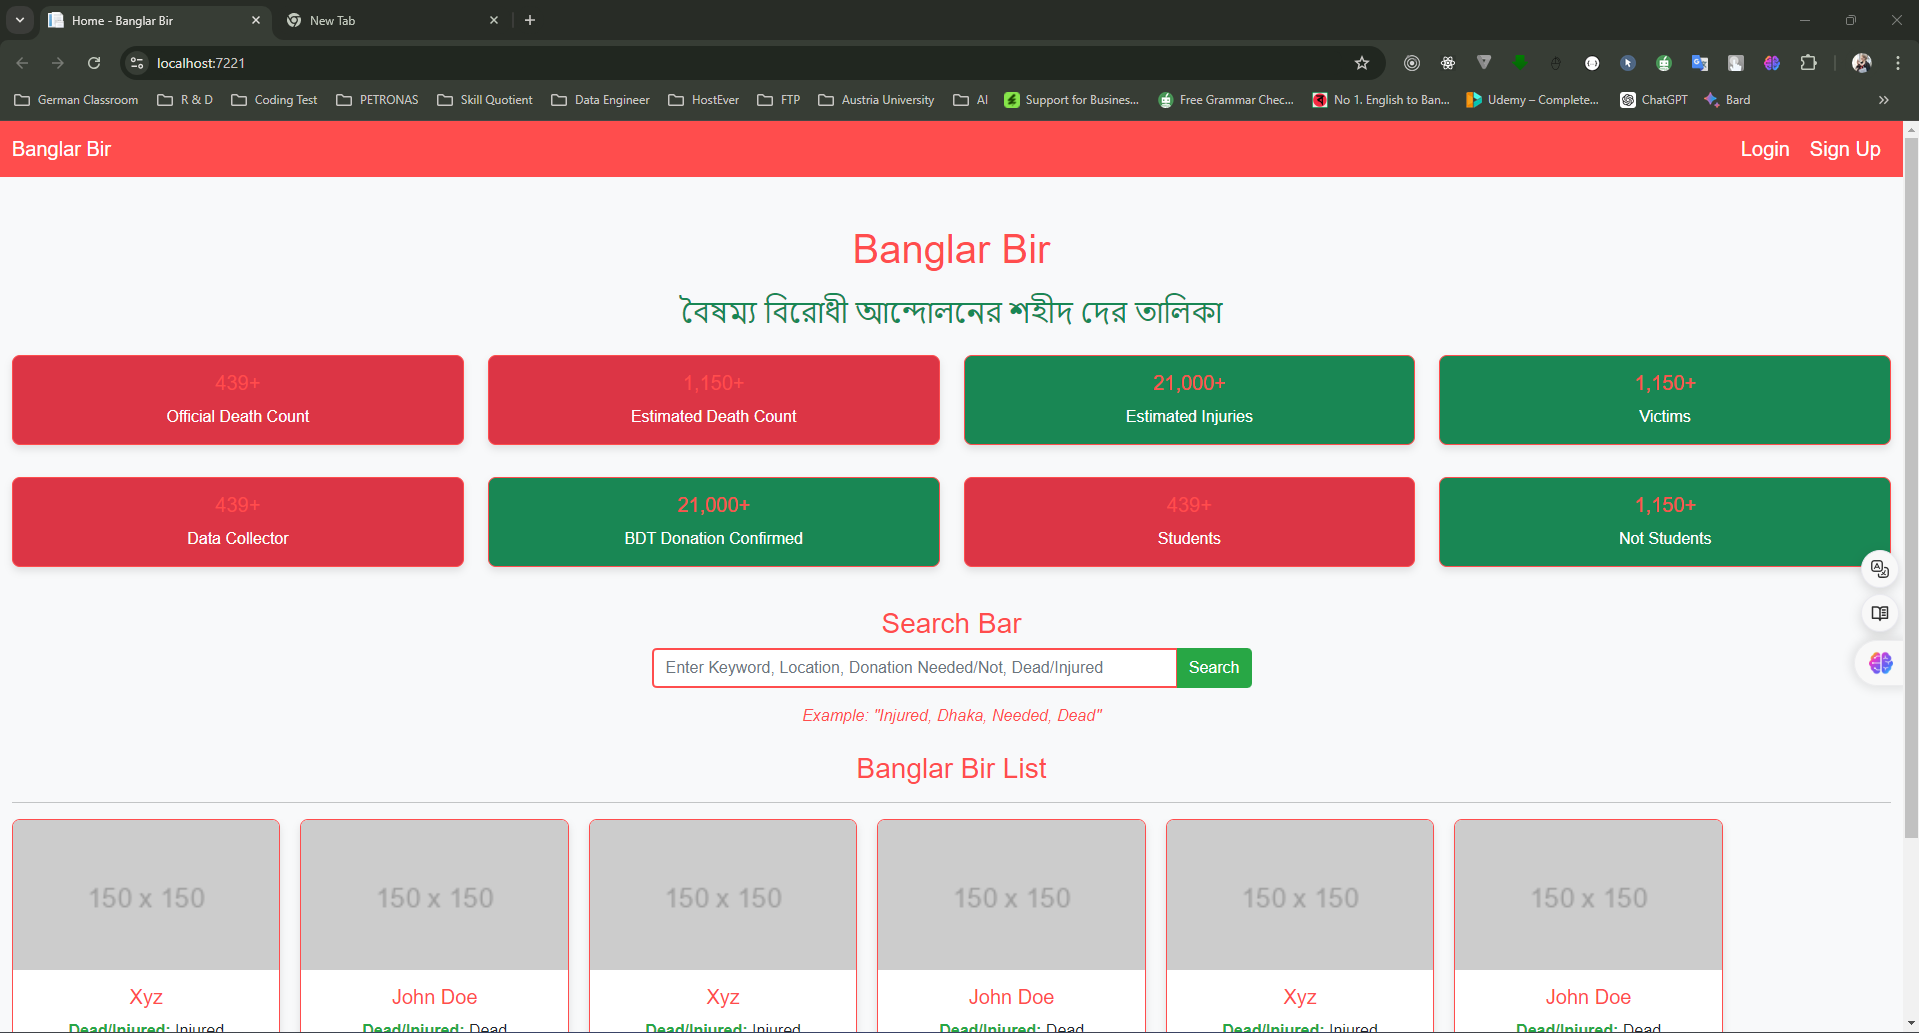 Home - Banglar Bir
New Tab
localhost:7221
German Classroom
R & D
Coding Test
PETRONAS
Skill Quotient
Data Engineer
HostEver
FTP
Austria University
AI
Support for Busines...
Free Grammar Chec...
No 1. English to Ban...
Udemy – Complete...
ChatGPT
Bard
Banglar Bir
Login
Sign Up
Banglar Bir
বৈষম্য বিরোধী আন্দোলনের শহীদ দের তালিকা
439+
Official Death Count
1,150+
Estimated Death Count
21,000+
Estimated Injuries
1,150+
Victims
439+
Data Collector
21,000+
BDT Donation Confirmed
439+
Students
1,150+
Not Students
Search Bar
Enter Keyword, Location, Donation Needed/Not, Dead/Injured
Search
Example: "Injured, Dhaka, Needed, Dead"
Banglar Bir List
150 x 150
150 x 150
150 x 150
150 x 150
150 x 150
150 x 150
Xyz
John Doe
Xyz
John Doe
Xyz
John Doe
Dead/Injured: Injured
Dead/Injured: Dead
Dead/Injured: Injured
Dead/Injured: Dead
Dead/Injured: Injured
Dead/Injured: Dead